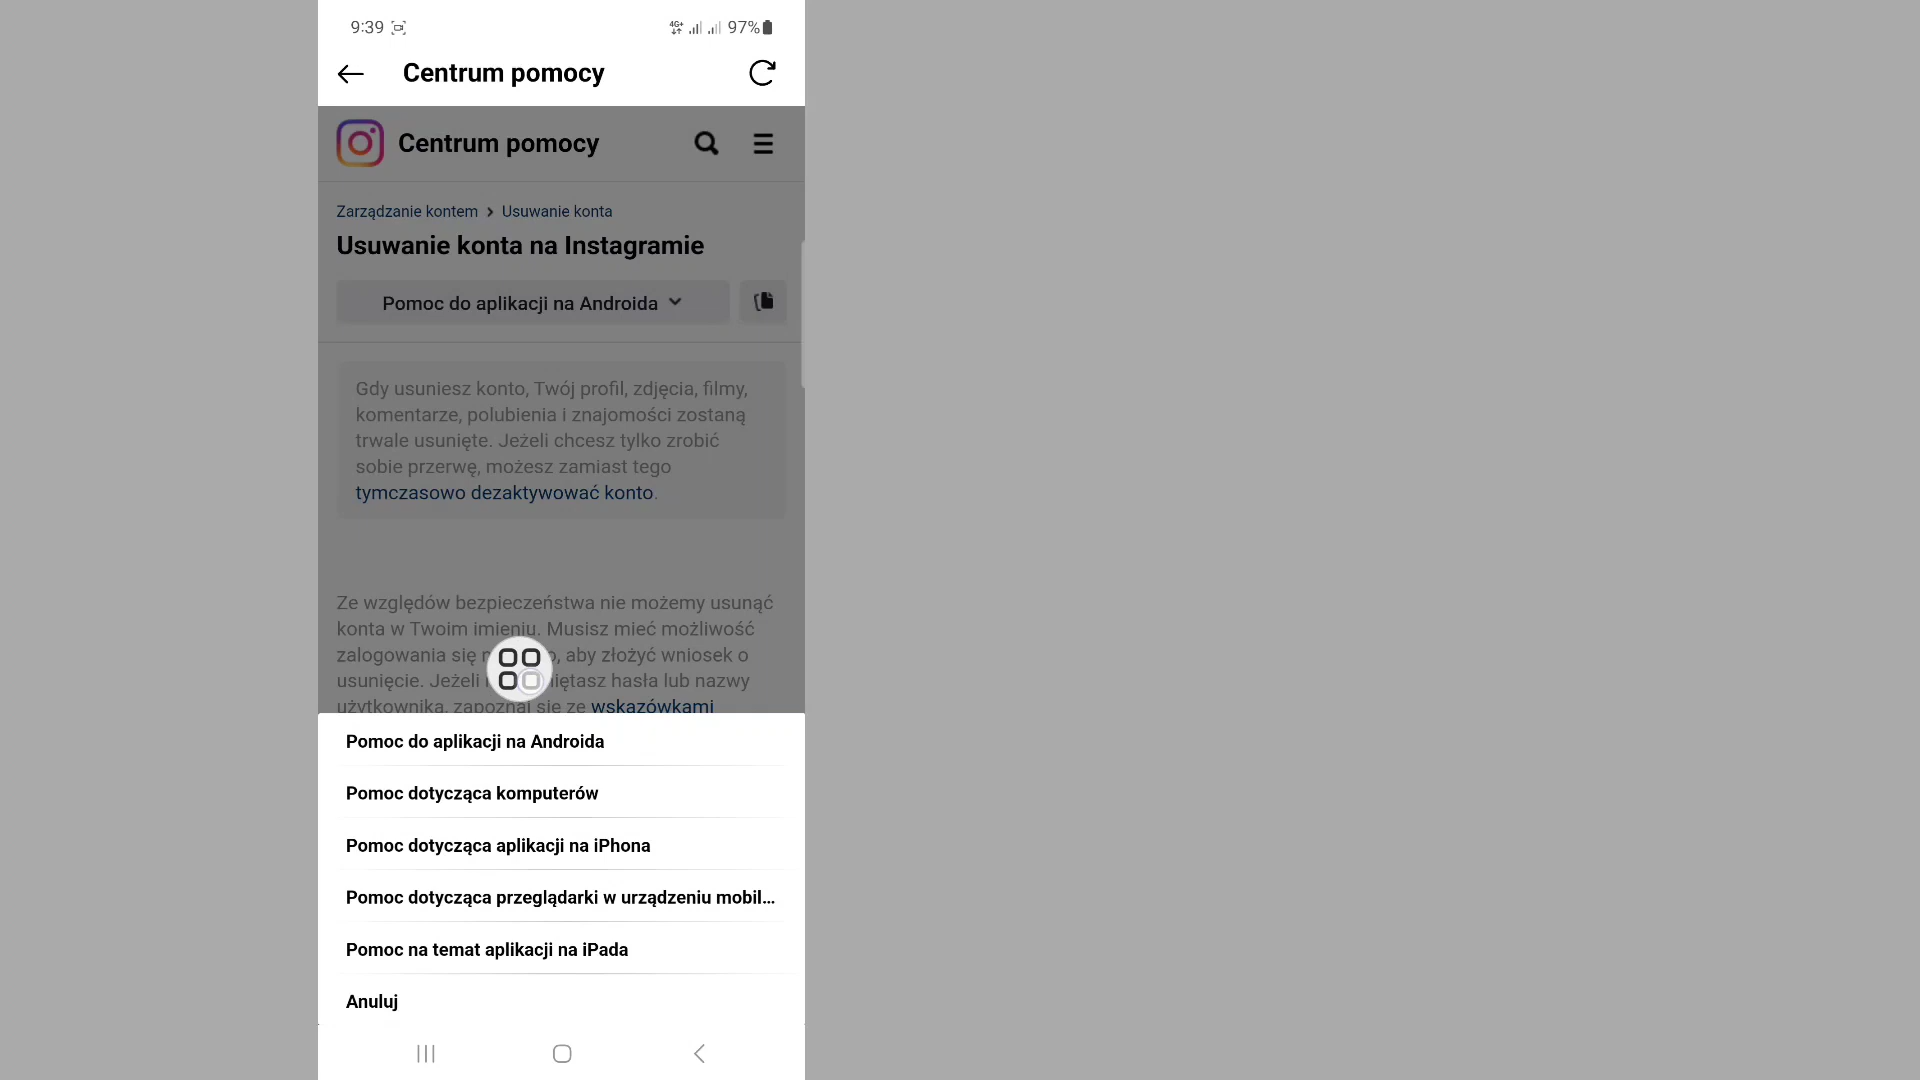 9:39
4G+
97%
Centrum pomocy
Centrum pomocy
Zarządzanie kontem > Usuwanie konta
Usuwanie konta na Instagramie
Pomoc do aplikacji na Androida
Gdy usuniesz konto, Twój profil, zdjęcia, filmy,
komentarze, polubienia i znajomości zostaną
trwale usunięte. Jeżeli chcesz tylko zrobić
sobie przerwę, możesz zamiast tego
tymczasowo dezaktywować konto.
Ze względów bezpieczeństwa nie możemy usunąć
konta w Twoim imieniu. Musisz mieć możliwość
zalogowania się aby złożyć wniosek o
usunięcie. Jeżeli hasła lub nazwy
użytkownika, zapoznaj się ze wskazówkami
Pomoc do aplikacji na Androida
Pomoc dotycząca komputerów
Pomoc dotycząca aplikacji na iPhona
Pomoc dotycząca przeglądarki w urządzeniu mobil...
Pomoc na temat aplikacji na iPada
Anuluj